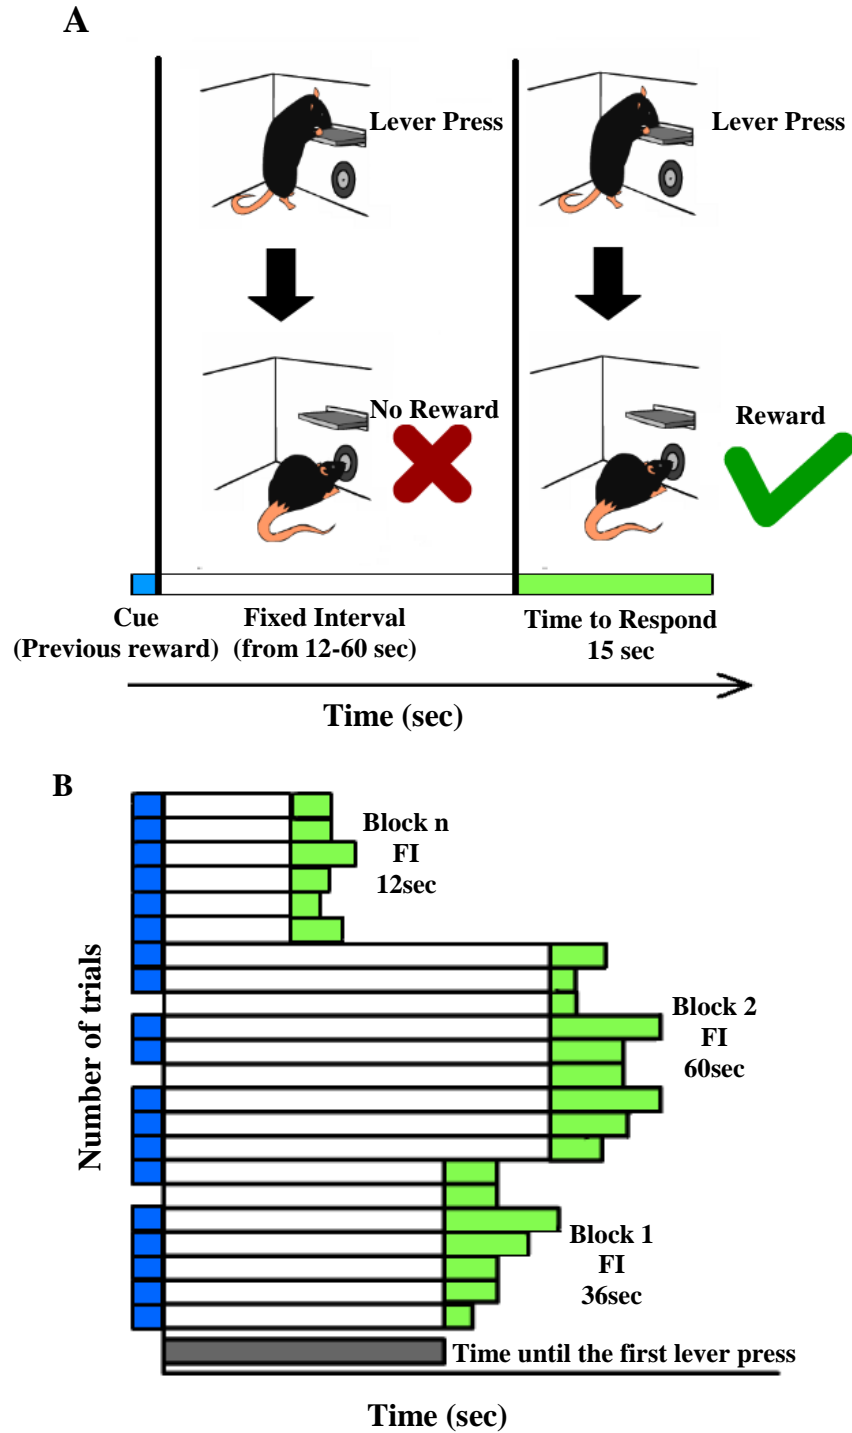 A
Lever Press
Lever Press
No Reward
Reward
Cue
(Previous reward)
Fixed Interval
(from 12-60 sec)
Time to Respond
15 sec
Time (sec)
B
Block n
FI
12sec
Block 2
FI
60sec
Block 1
FI
36sec
Number of trials
Time until the first lever press
Time (sec)